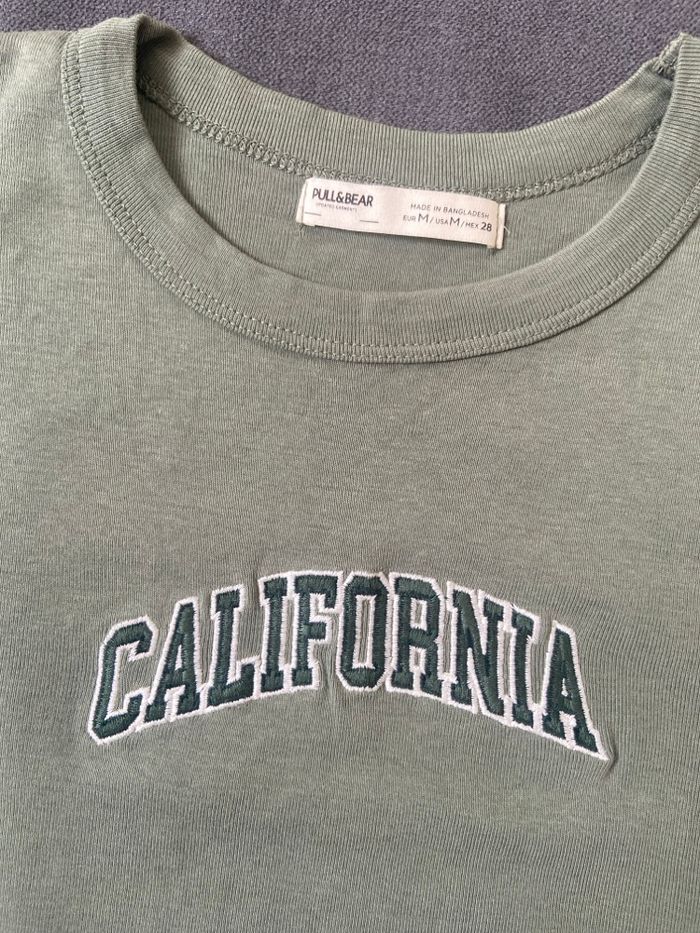 PULL&BEAR
UPDATED GARMENTS
MADE IN BANGLADESH
EUR M / USA M / MEX 28
CALIFORNIA